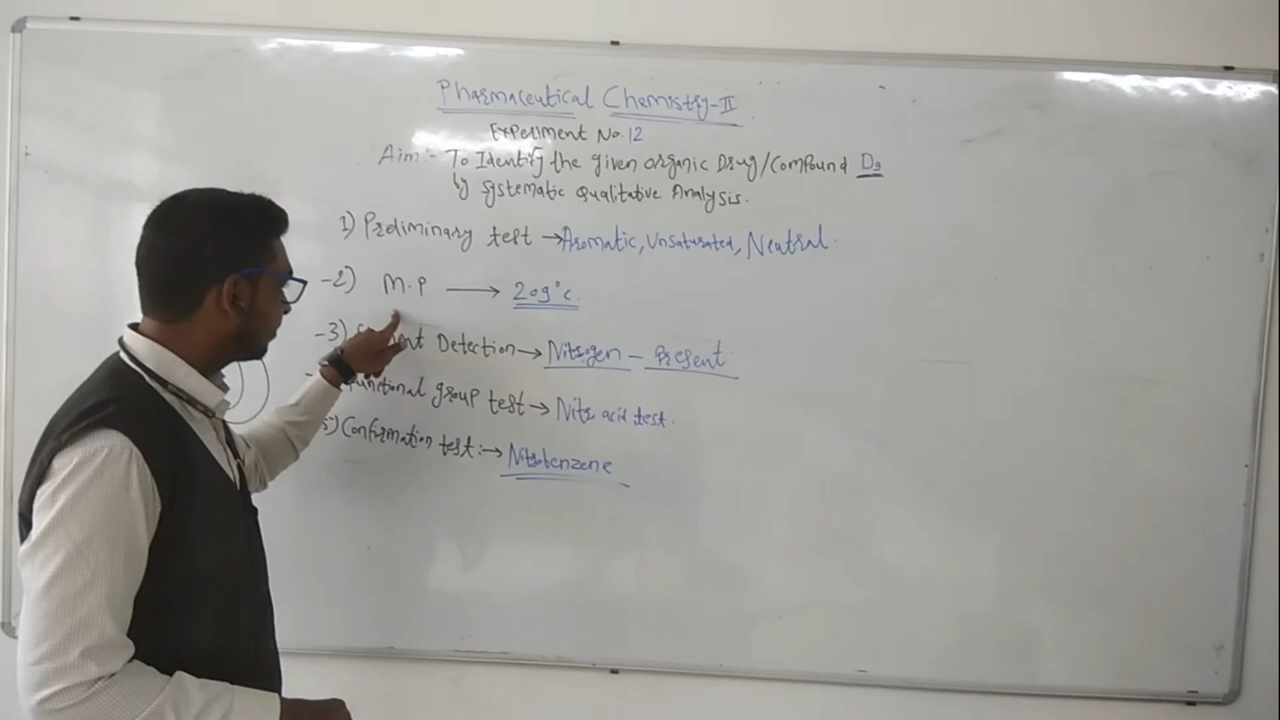 Pharmaceutical Chemistry-II
Experiment No. 12
Aim:- To Identify the given organic Drug/Compound
by Systematic Qualitative Analysis.
1) Preliminary test → Aromatic, Unsaturated, Neutral.
2) M.P → 209°c.
3) Detection → Nitrogen - Present
Functional group test → Nitro acid test.
5) Confirmation test:→ Nitrobenzene